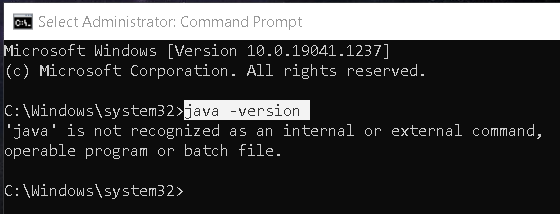 Select Administrator: Command Prompt
Microsoft Windows [Version 10.0.19041.1237]
(c) Microsoft Corporation. All rights reserved.
C:\Windows\system32>java -version
'java' is not recognized as an internal or external command,
operable program or batch file.
C:\Windows\system32>